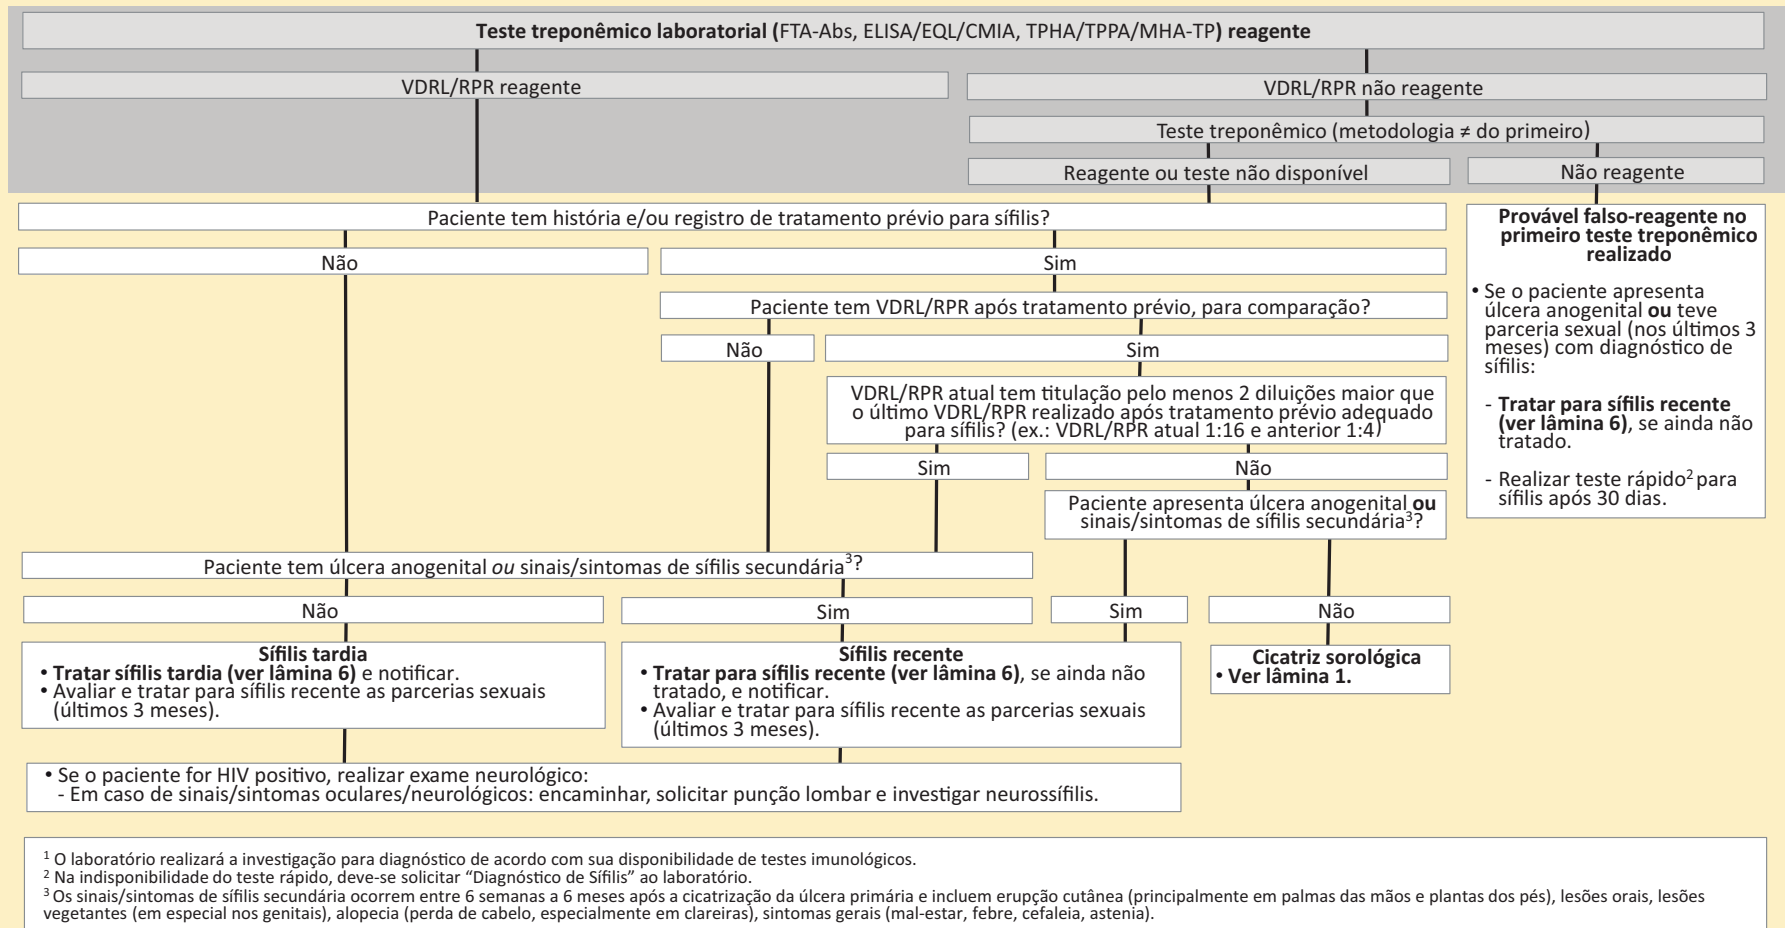 Teste treponêmico laboratorial (FTA-Abs, ELISA/EQL/CMIA, TPHA/TPPA/MHA-TP) reagente
VDRL/RPR reagente
VDRL/RPR não reagente
Teste treponêmico (metodologia ≠ do primeiro)
Reagente ou teste não disponível
Não reagente
Paciente tem história e/ou registro de tratamento prévio para sífilis?
Não
Sim
Paciente tem VDRL/RPR após tratamento prévio, para comparação?
Não
Sim
VDRL/RPR atual tem titulação pelo menos 2 diluições maior que
o último VDRL/RPR realizado após tratamento prévio adequado
para sífilis? (ex.: VDRL/RPR atual 1:16 e anterior 1:4)
Sim
Não
Paciente apresenta úlcera anogenital ou
sinais/sintomas de sífilis secundária³?
Provável falso-reagente no
primeiro teste treponêmico
realizado
• Se o paciente apresenta
úlcera anogenital ou teve
parceria sexual (nos últimos 3
meses) com diagnóstico de
sífilis:
- Tratar para sífilis recente
(ver lâmina 6), se ainda não
tratado.
- Realizar teste rápido² para
sífilis após 30 dias.
Paciente tem úlcera anogenital ou sinais/sintomas de sífilis secundária³?
Não
Sim
Sim
Não
Sífilis tardia
• Tratar sífilis tardia (ver lâmina 6) e notificar.
• Avaliar e tratar para sífilis recente as parcerias sexuais
(últimos 3 meses).
Sífilis recente
• Tratar para sífilis recente (ver lâmina 6), se ainda não
tratado, e notificar.
• Avaliar e tratar para sífilis recente as parcerias sexuais
(últimos 3 meses).
Cicatriz sorológica
• Ver lâmina 1.
• Se o paciente for HIV positivo, realizar exame neurológico:
- Em caso de sinais/sintomas oculares/neurológicos: encaminhar, solicitar punção lombar e investigar neurossífilis.
¹ O laboratório realizará a investigação para diagnóstico de acordo com sua disponibilidade de testes imunológicos.
² Na indisponibilidade do teste rápido, deve-se solicitar “Diagnóstico de Sífilis” ao laboratório.
³ Os sinais/sintomas de sífilis secundária ocorrem entre 6 semanas a 6 meses após a cicatrização da úlcera primária e incluem erupção cutânea (principalmente em palmas das mãos e plantas dos pés), lesões orais, lesões
vegetantes (em especial nos genitais), alopecia (perda de cabelo, especialmente em clareiras), sintomas gerais (mal-estar, febre, cefaleia, astenia).